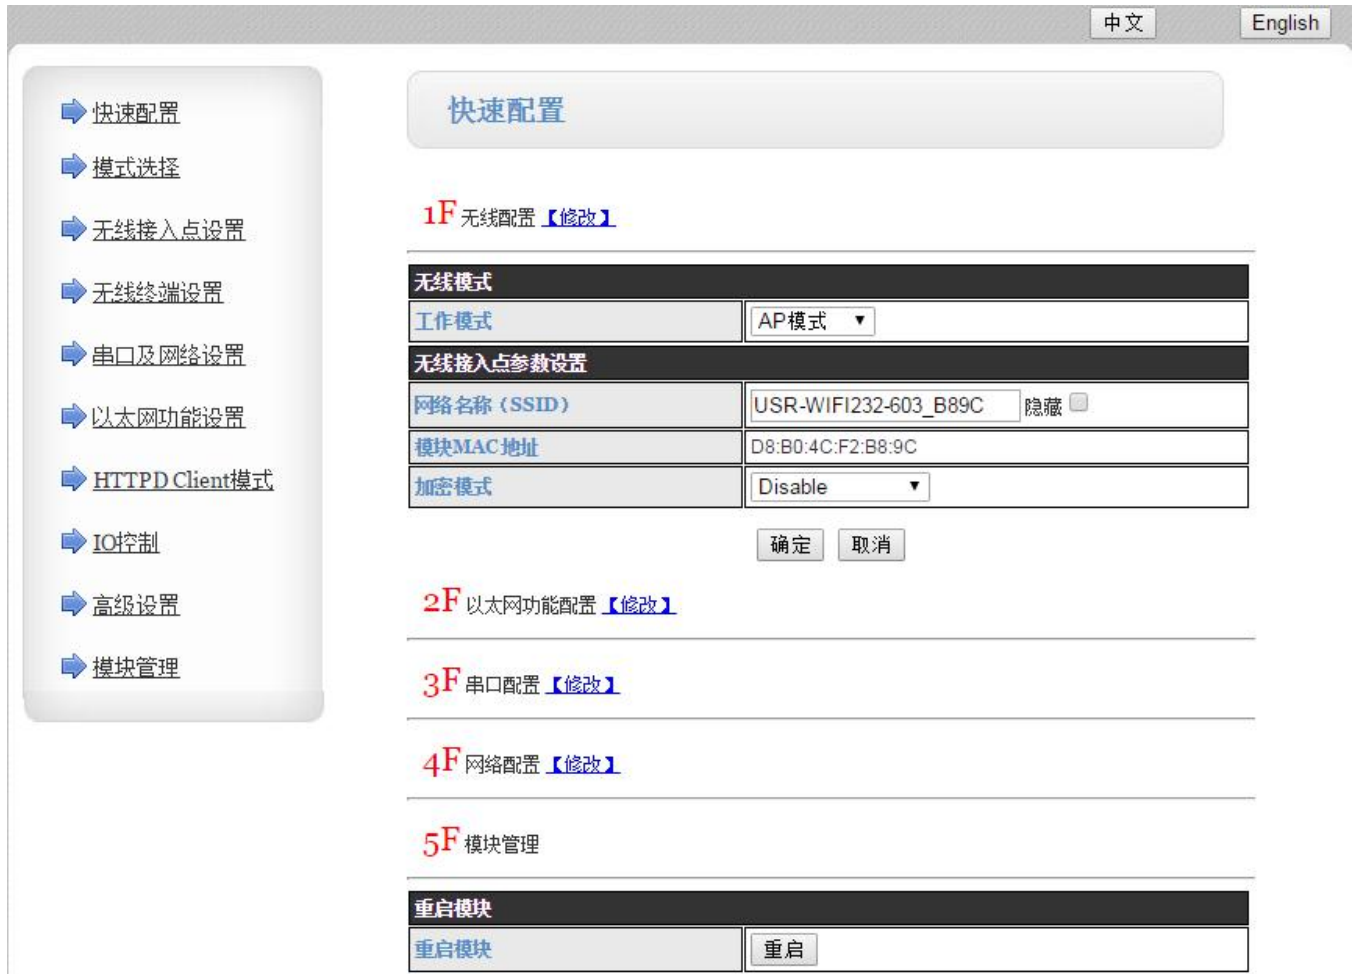 中文 English
快速配置
模式选择
无线接入点设置
无线终端设置
串口及网络设置
以太网功能设置
HTTPD Client模式
IO控制
高级设置
模块管理
快速配置
1F 无线配置 【修改】
无线模式
工作模式 AP模式
无线接入点参数设置
网络名称（SSID） USR-WIFI232-603_B89C 隐藏
模块MAC地址 D8:B0:4C:F2:B8:9C
加密模式 Disable
确定 取消
2F 以太网功能配置 【修改】
3F 串口配置 【修改】
4F 网络配置 【修改】
5F 模块管理
重启模块
重启模块 重启